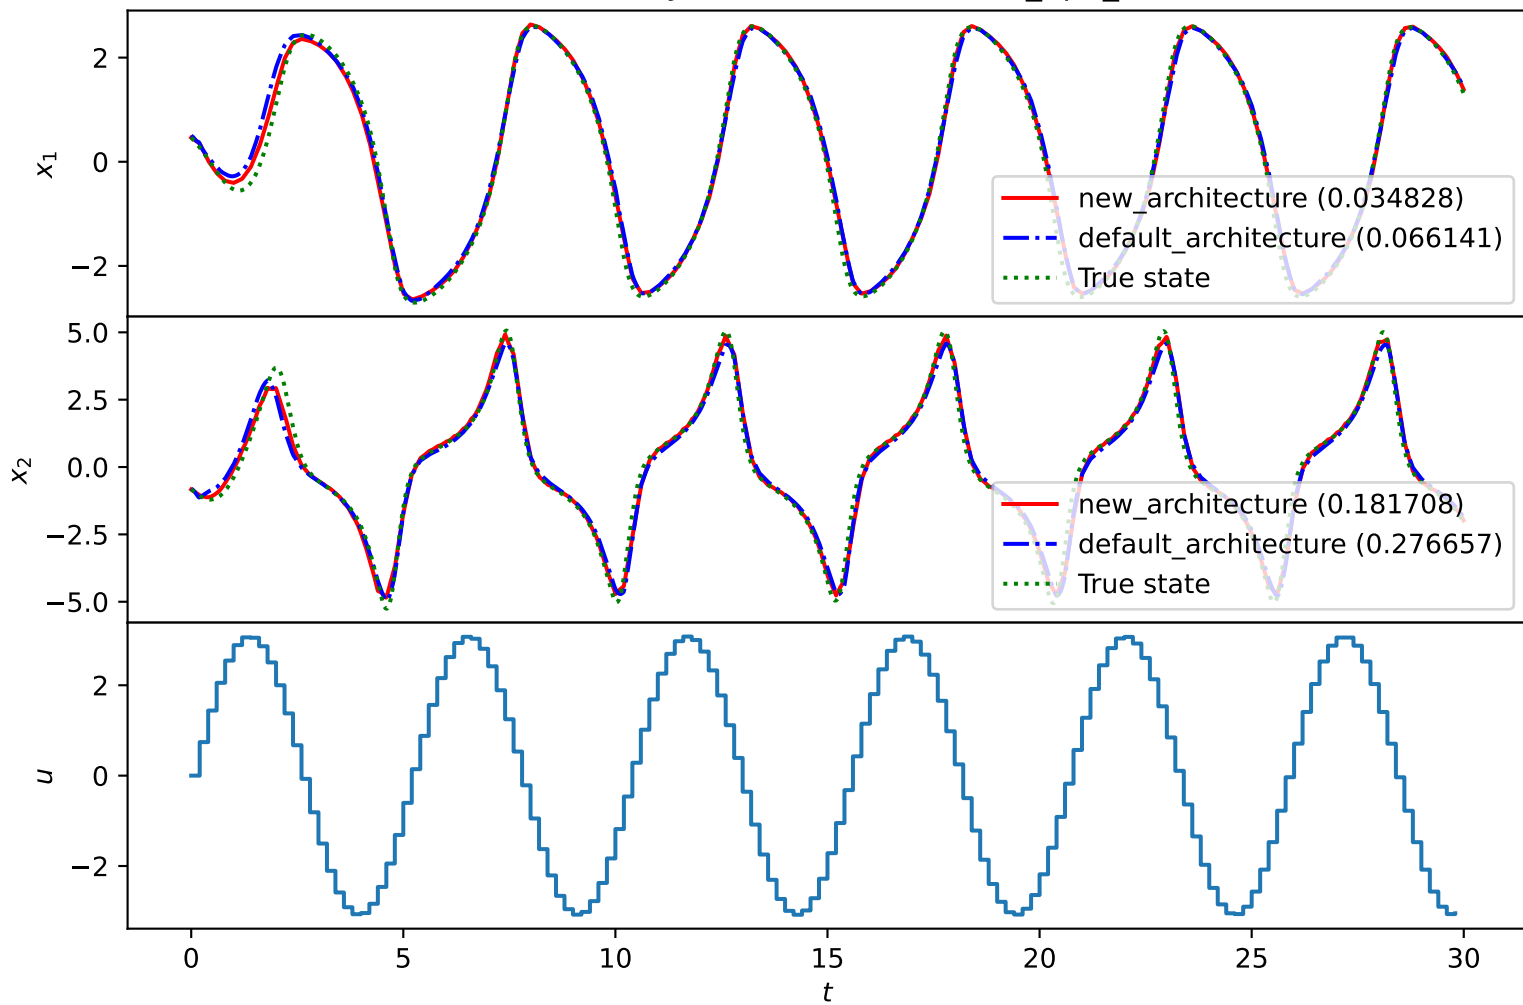 2
0
−2
x1
new_architecture (0.034828)
default_architecture (0.066141)
True state
5.0
2.5
0.0
−2.5
−5.0
x2
new_architecture (0.181708)
default_architecture (0.276657)
True state
2
0
−2
u
0 5 10 15 20 25 30
t